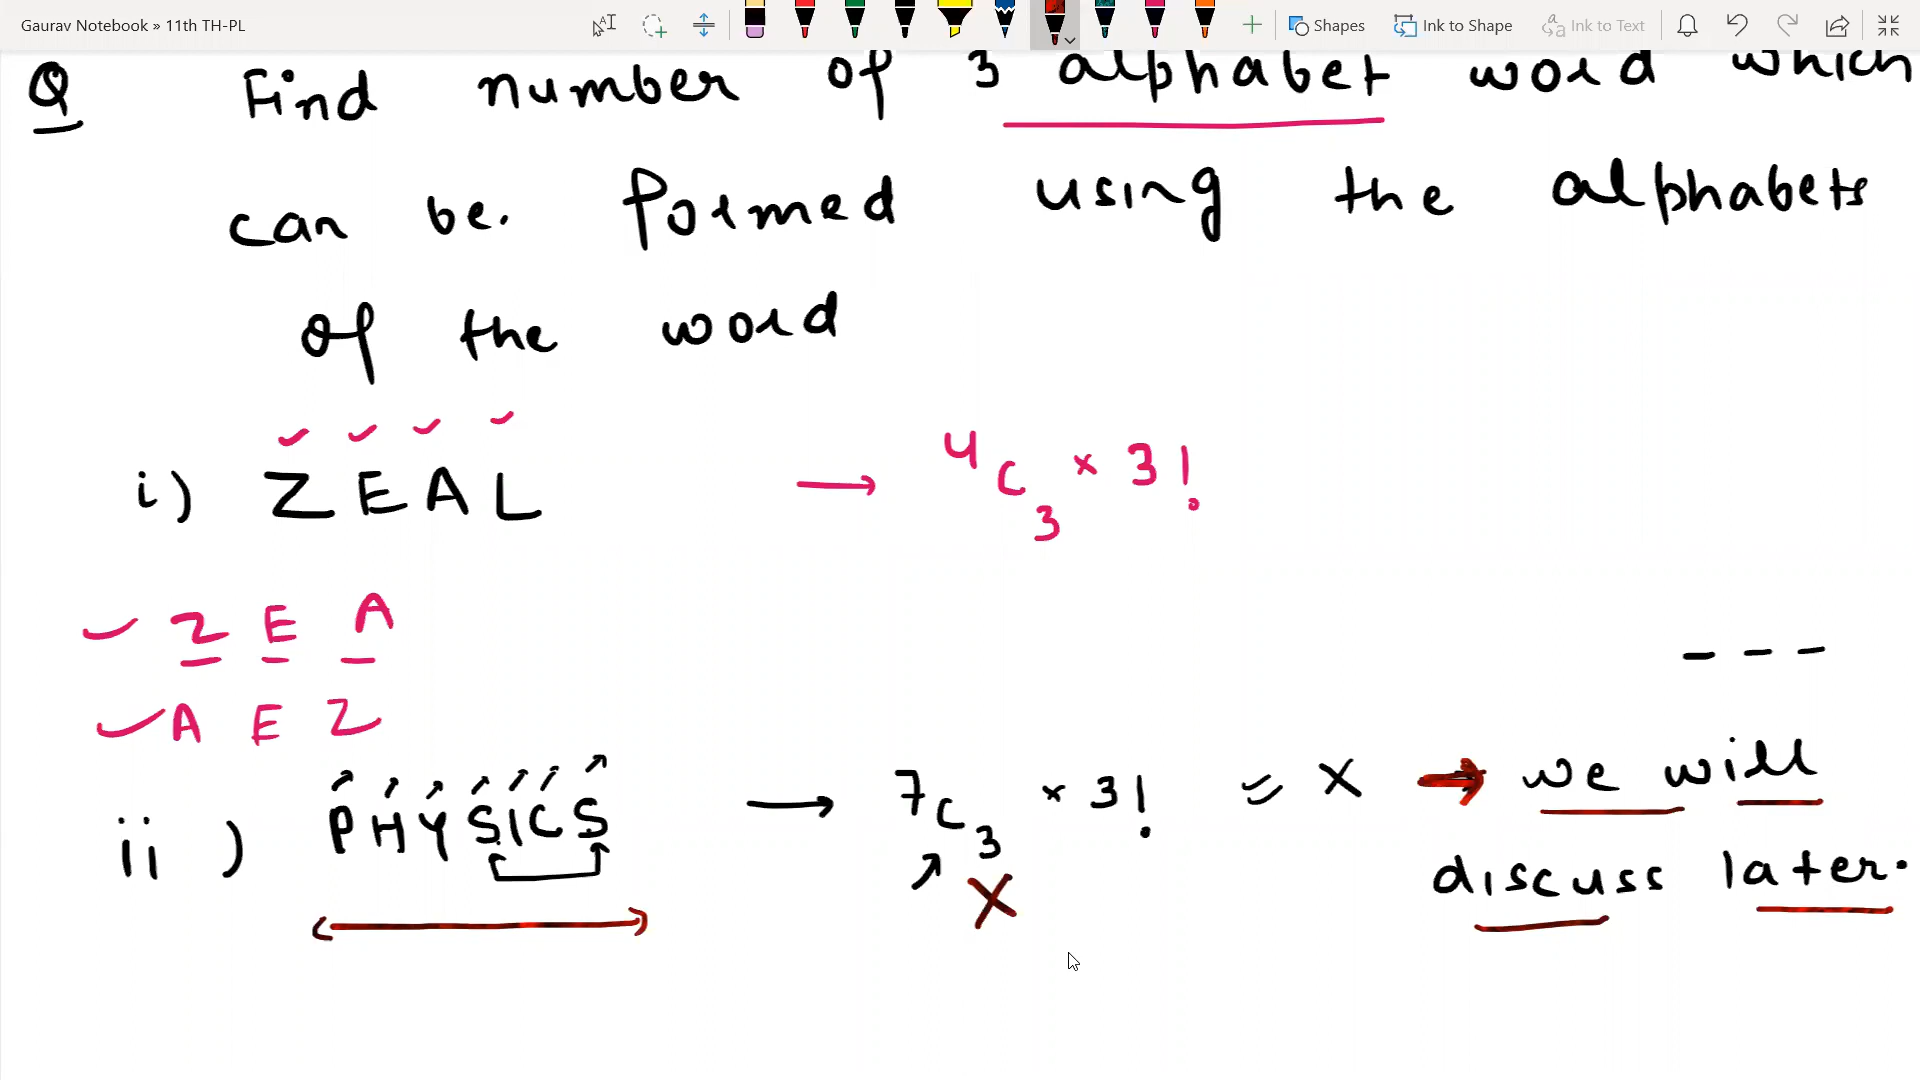 Gaurav Notebook » 11th TH-PL
Shapes Ink to Shape Ink to Text
Q Find number of 3 alphabet word which
can be. formed using the alphabets
of the word
i) ZEAL → ⁴C₃ × 3!
Z E A
A E Z
ii) PHYSICS → ⁷C₃ × 3! = X → we will
discuss later.